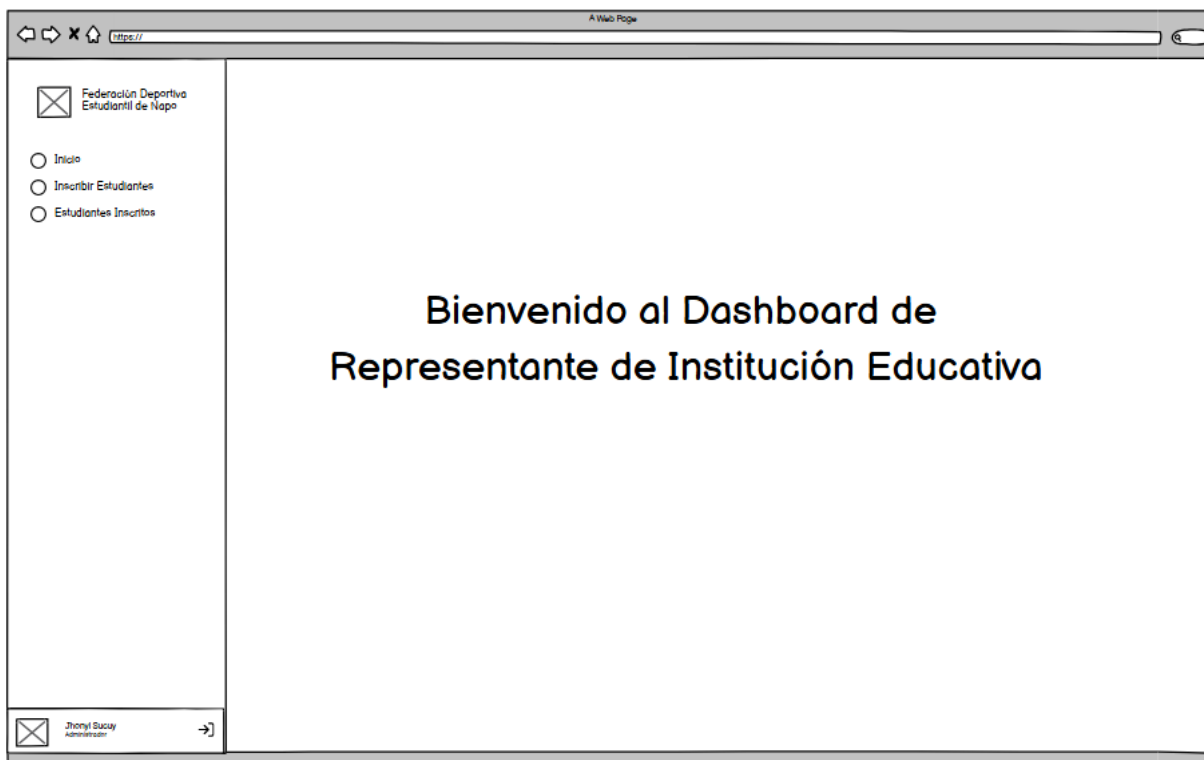 A Web Page
https://
Federación Deportiva
Estudiantil de Napo
Inicio
Inscribir Estudiantes
Estudiantes Inscritos
Bienvenido al Dashboard de
Representante de Institución Educativa
Jhonyl Sucuy
Administrador